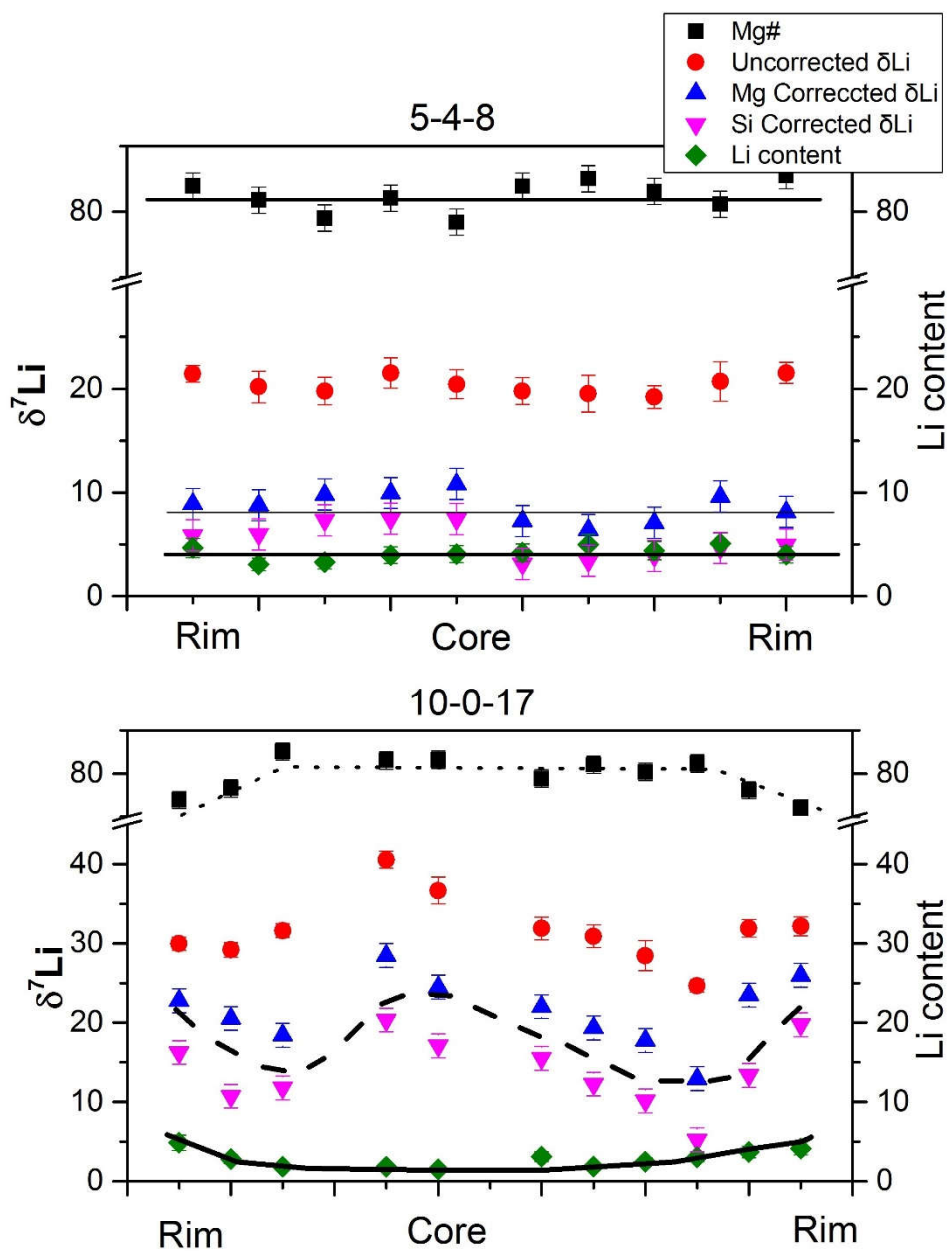 Mg#
Uncorrected δLi
Mg Correccted δLi
Si Corrected δLi
Li content
5-4-8
80
80
20
20
10
10
0
0
δ⁷Li
Li content
Rim
Core
Rim
10-0-17
80
80
40
40
30
30
20
20
10
10
0
0
δ⁷Li
Li content
Rim
Core
Rim